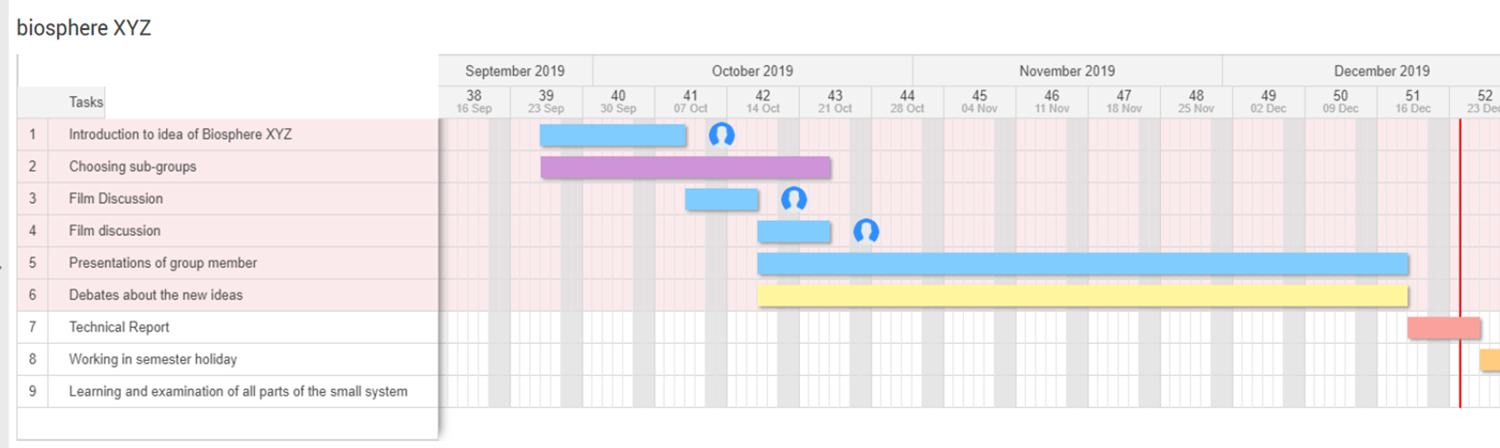 biosphere XYZ
September 2019 October 2019 November 2019 December 2019
Tasks 38 39 40 41 42 43 44 45 46 47 48 49 50 51 52
16 Sep 23 Sep 30 Sep 07 Oct 14 Oct 21 Oct 28 Oct 04 Nov 11 Nov 18 Nov 25 Nov 02 Dec 09 Dec 16 Dec 23 Dec
1 Introduction to idea of Biosphere XYZ
2 Choosing sub-groups
3 Film Discussion
4 Film discussion
5 Presentations of group member
6 Debates about the new ideas
7 Technical Report
8 Working in semester holiday
9 Learning and examination of all parts of the small system